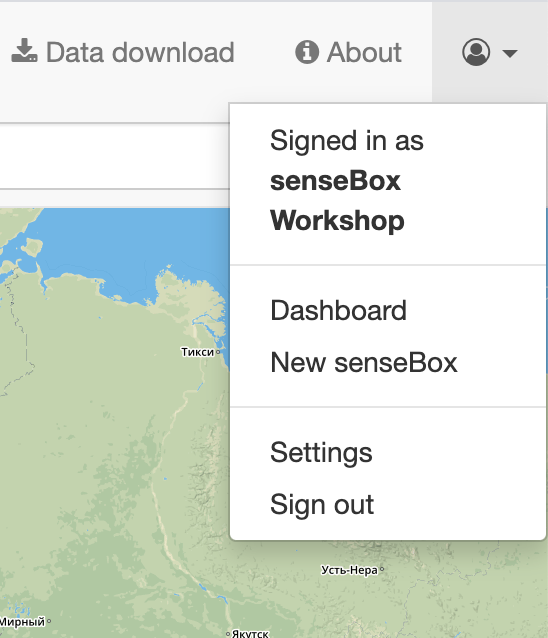 Data download
About
Signed in as
senseBox
Workshop
Dashboard
New senseBox
Settings
Sign out
Тикси
Усть-Нера
Мирный
Якутск